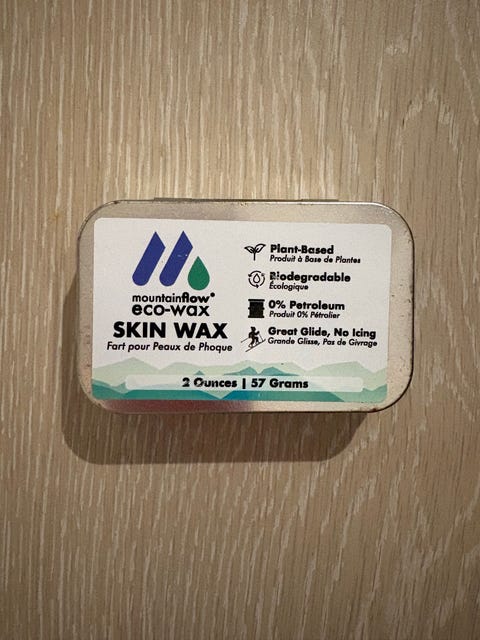 mountainflow®
eco-wax
SKIN WAX
Fart pour Peaux de Phoque
Plant-Based
Produit à Base de Plantes
Biodegradable
Écologique
0% Petroleum
Produit 0% Pétrolier
Great Glide, No Icing
Grande Glisse, Pas de Givrage
2 Ounces | 57 Grams